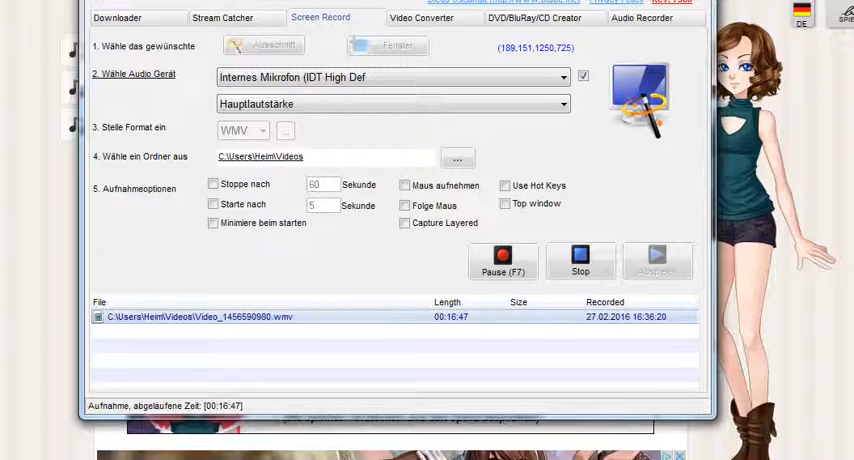 Downloader Stream Catcher Screen Record Video Converter DVD/BluRay/CD Creator Audio Recorder
1. Wähle das gewünschte Ausschnitt Fenster (189,151,1250,725)
2. Wähle Audio Gerät Internes Mikrofon (IDT High Def
Hauptlautstärke
3. Stelle Format ein WMV ...
4. Wähle ein Ordner aus C:\Users\Heim\Videos ...
5. Aufnahmeoptionen Stoppe nach 60 Sekunde Maus aufnehmen Use Hot Keys
Starte nach 5 Sekunde Folge Maus Top window
Minimiere beim starten Capture Layered
Pause (F7) Stop Abspielen
File Length Size Recorded
C:\Users\Heim\Videos\Video_1456590980.wmv 00:16:47 27.02.2016 16:36:20
Aufnahme, abgelaufene Zeit: [00:16:47]